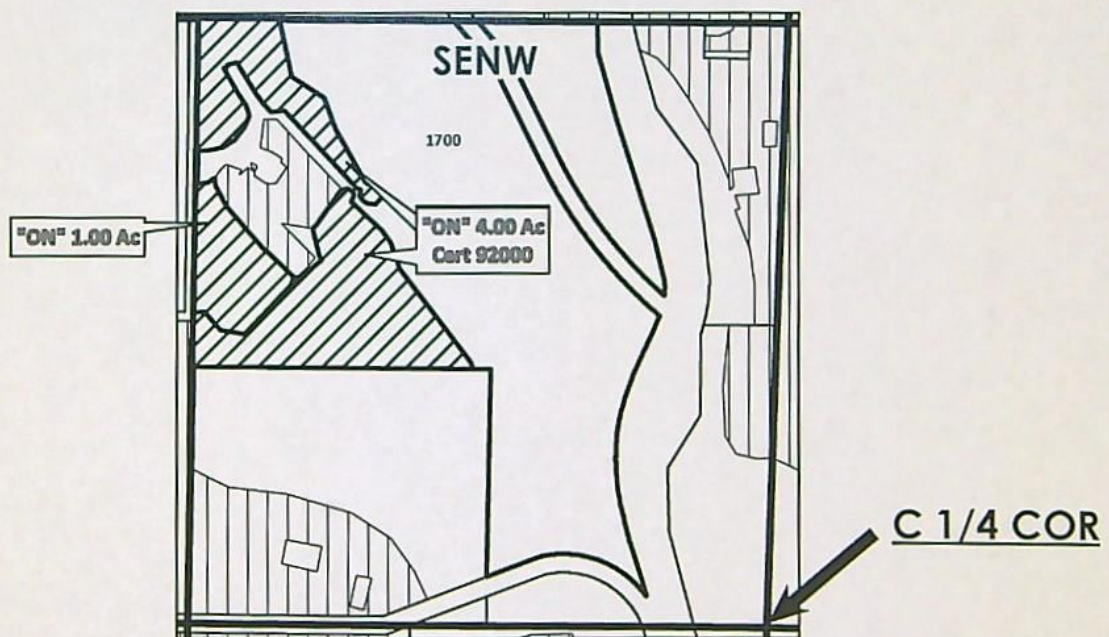 SENW
1700
"ON" 1.00 Ac
"ON" 4.00 Ac
Cert 92000
C 1/4 COR